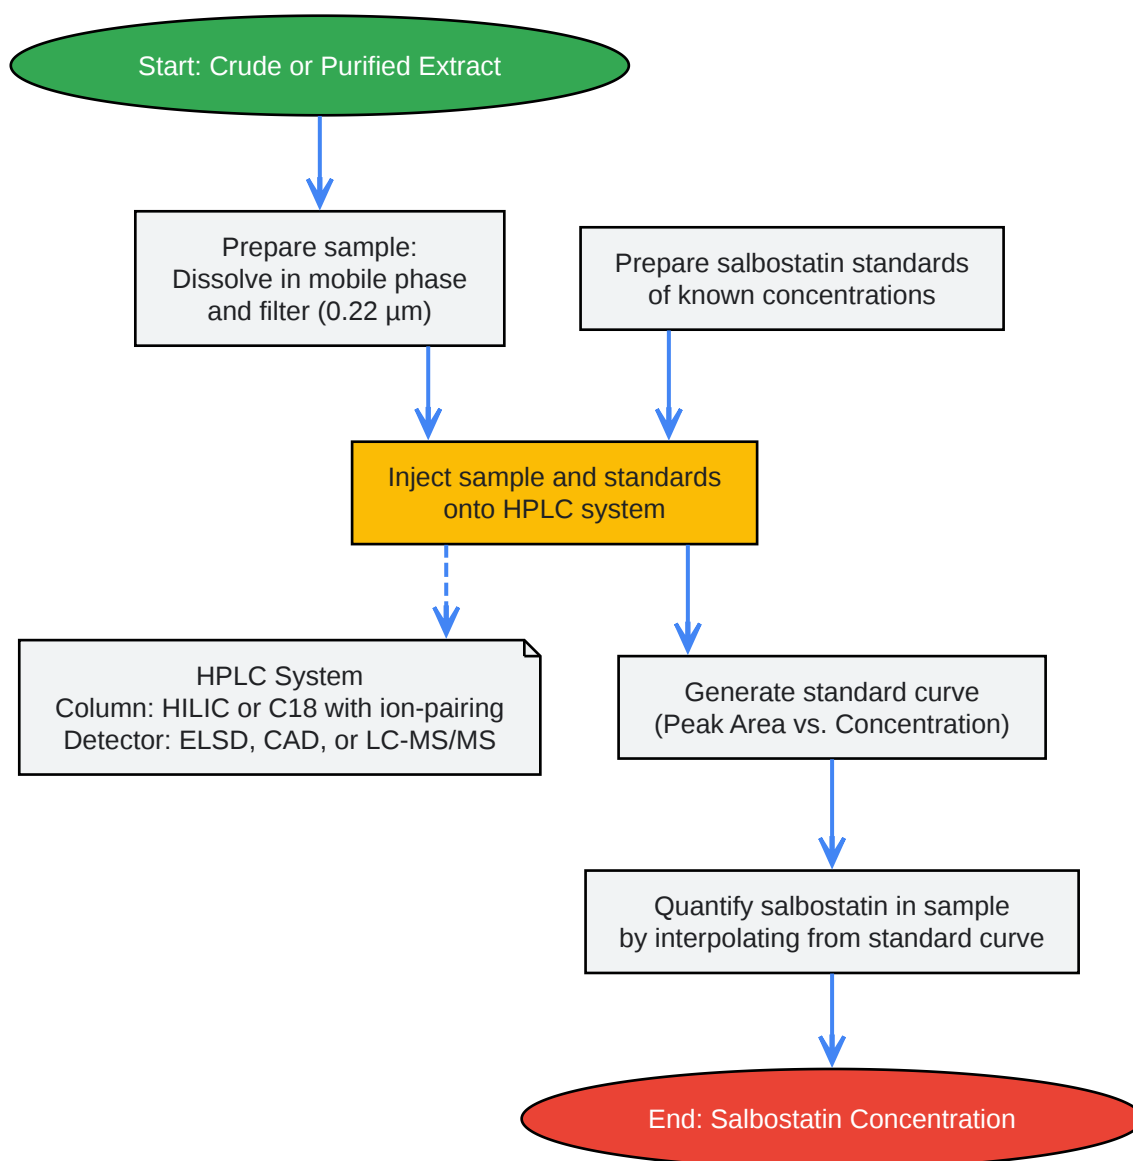 Start: Crude or Purified Extract
Prepare sample:
Dissolve in mobile phase
and filter (0.22 µm)
Prepare salbostatin standards
of known concentrations
Inject sample and standards
onto HPLC system
HPLC System
Column: HILIC or C18 with ion-pairing
Detector: ELSD, CAD, or LC-MS/MS
Generate standard curve
(Peak Area vs. Concentration)
Quantify salbostatin in sample
by interpolating from standard curve
End: Salbostatin Concentration